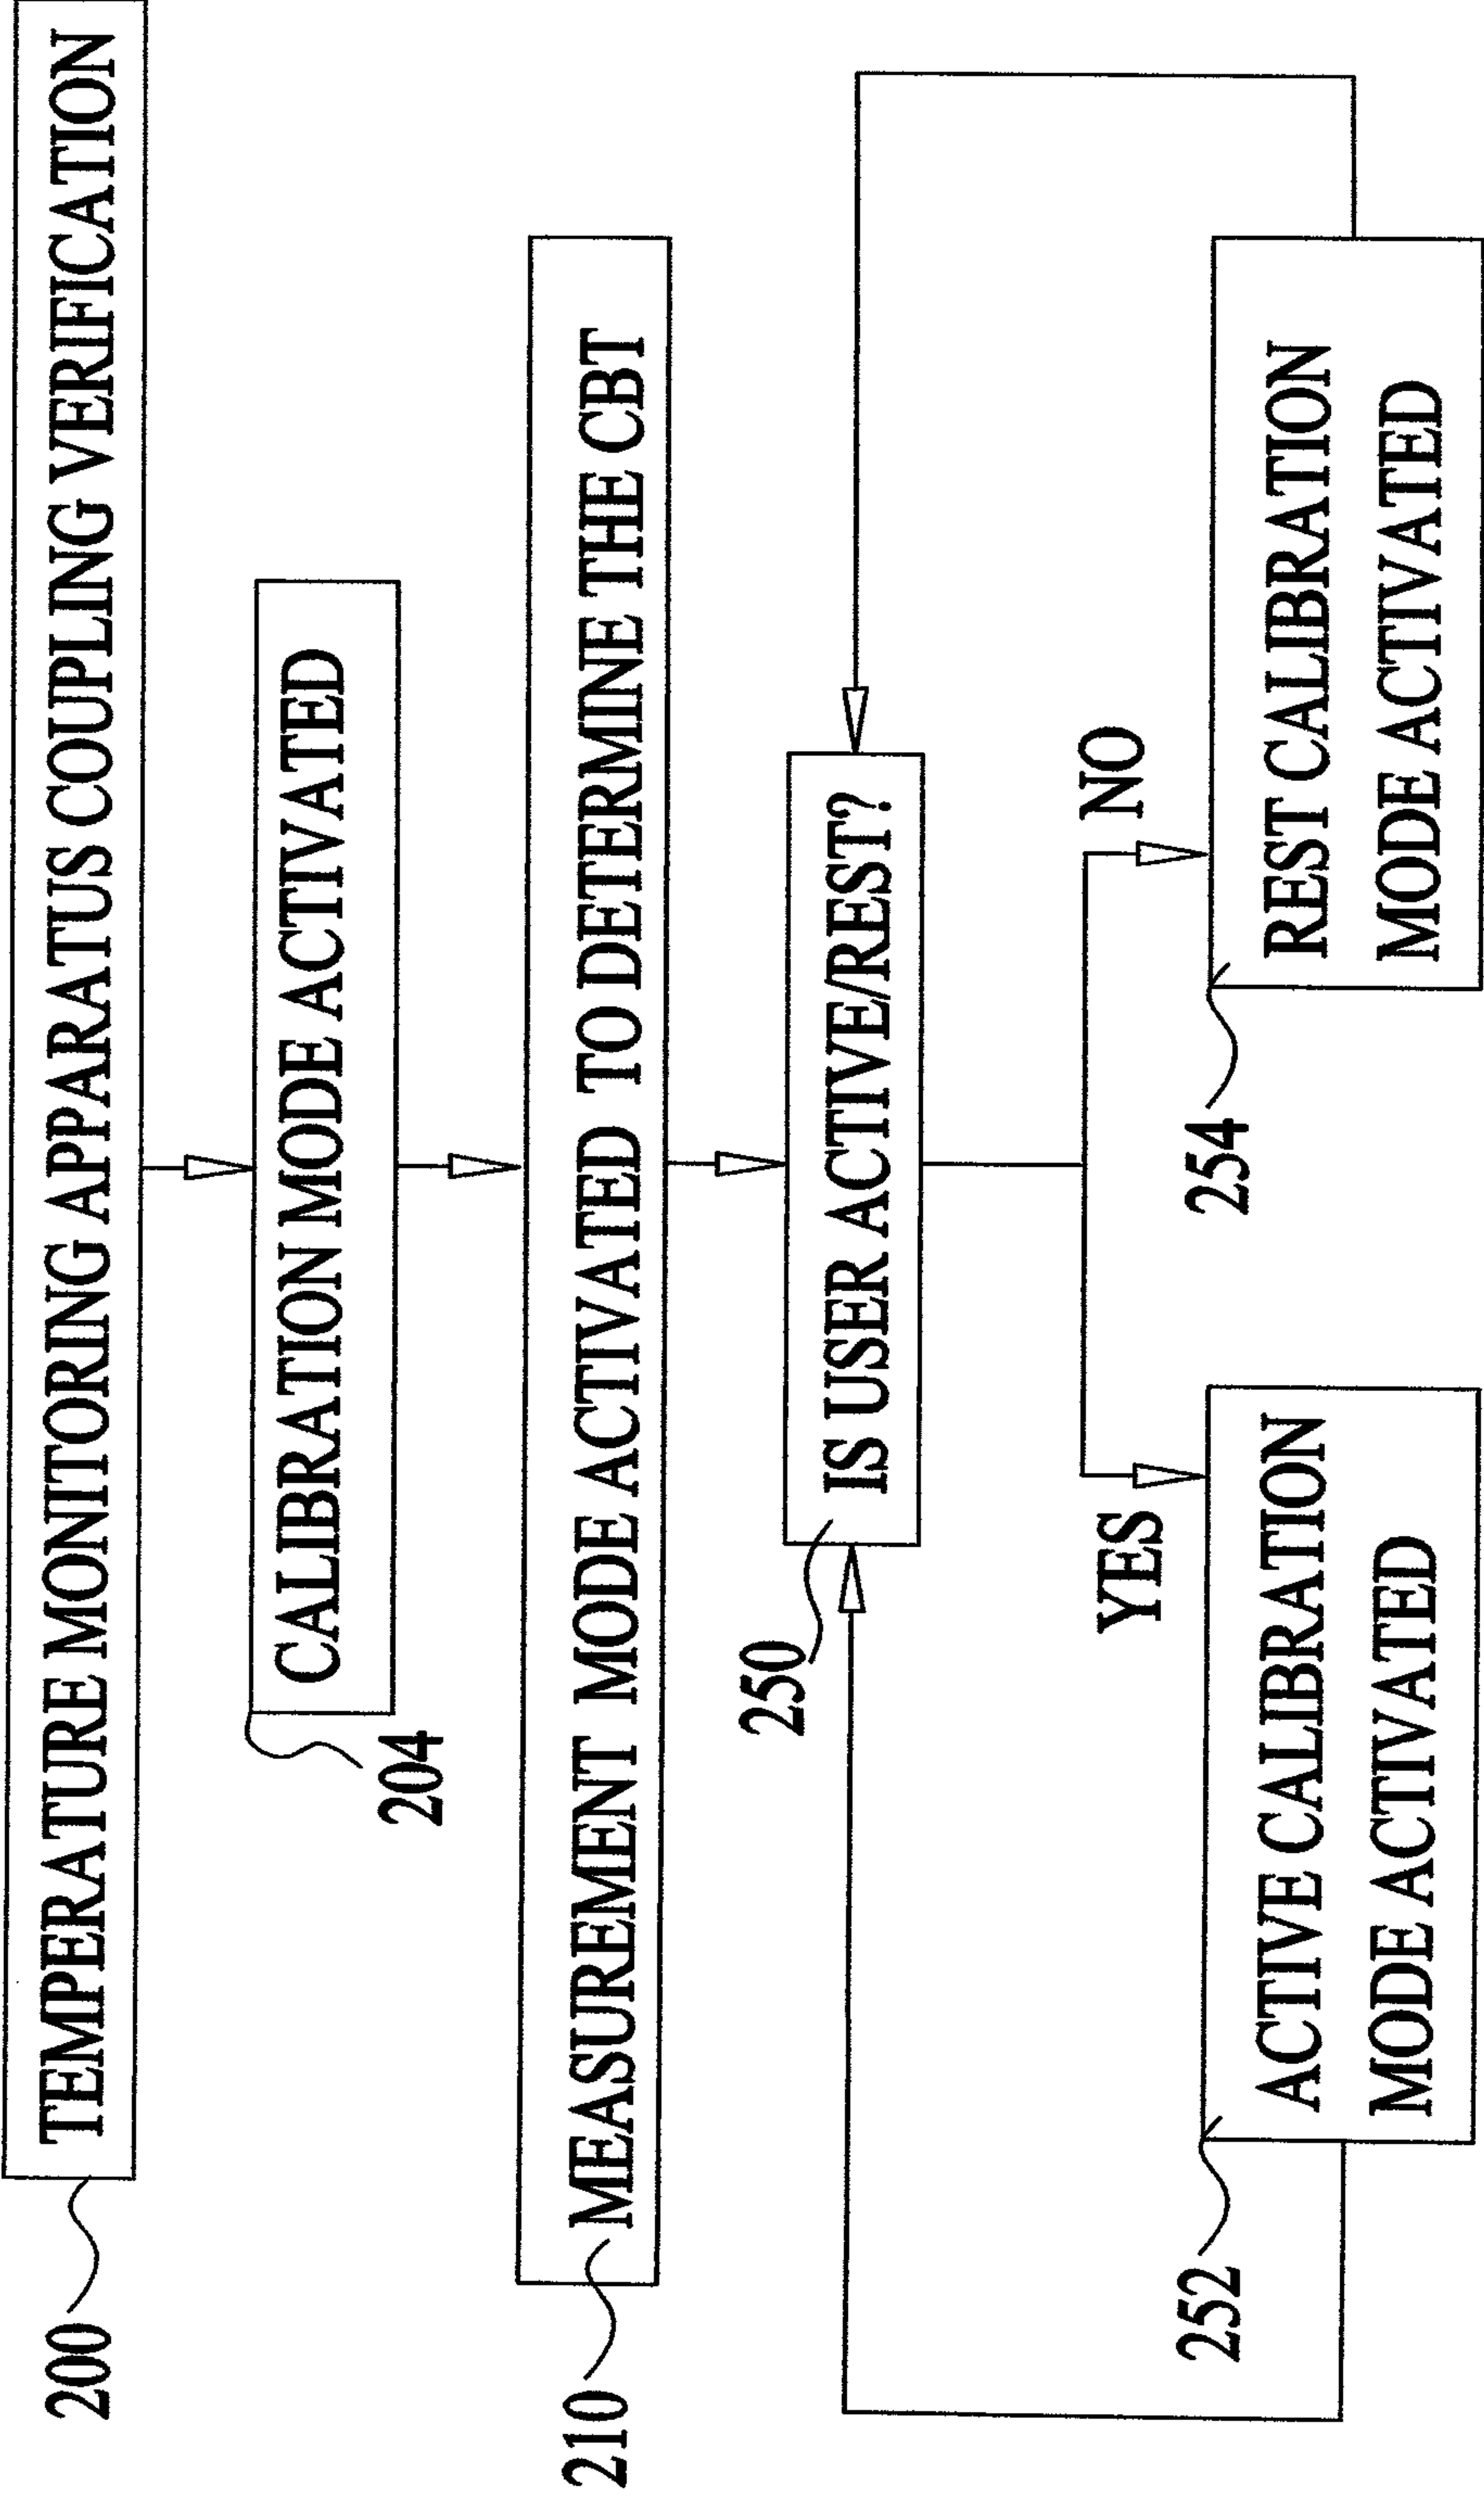 TEMPERATURE MONITORING APPARATUS COUPLING VERIFICATION
200
CALIBRATION MODE ACTIVATED
204
MEASUREMENT MODE ACTIVATED TO DETERMINE THE CBT
210
IS USER ACTIVE/REST?
250
YES
NO
252
ACTIVE CALIBRATION
MODE ACTIVATED
254
REST CALIBRATION
MODE ACTIVATED